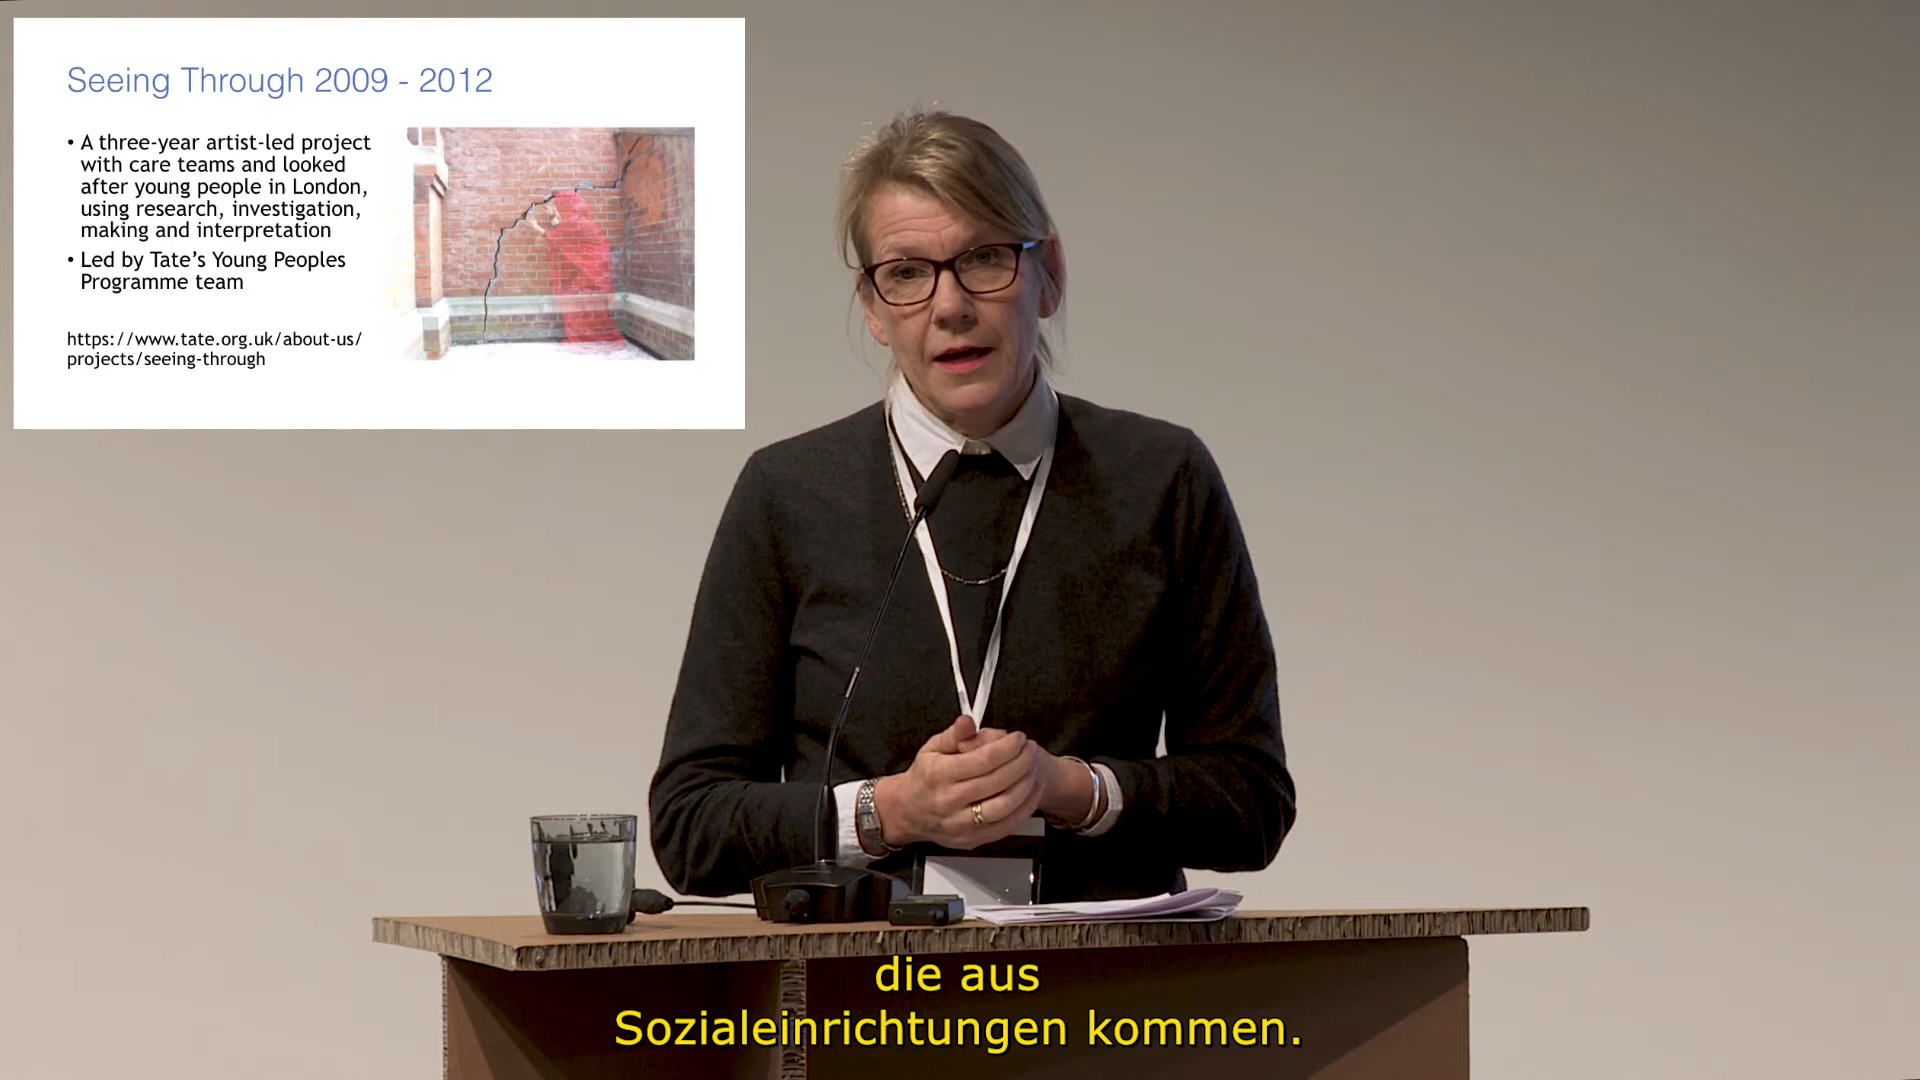 Seeing Through 2009 - 2012
• A three-year artist-led project
with care teams and looked
after young people in London,
using research, investigation,
making and interpretation
• Led by Tate’s Young Peoples
Programme team
https://www.tate.org.uk/about-us/
projects/seeing-through
die aus
Sozialeinrichtungen kommen.